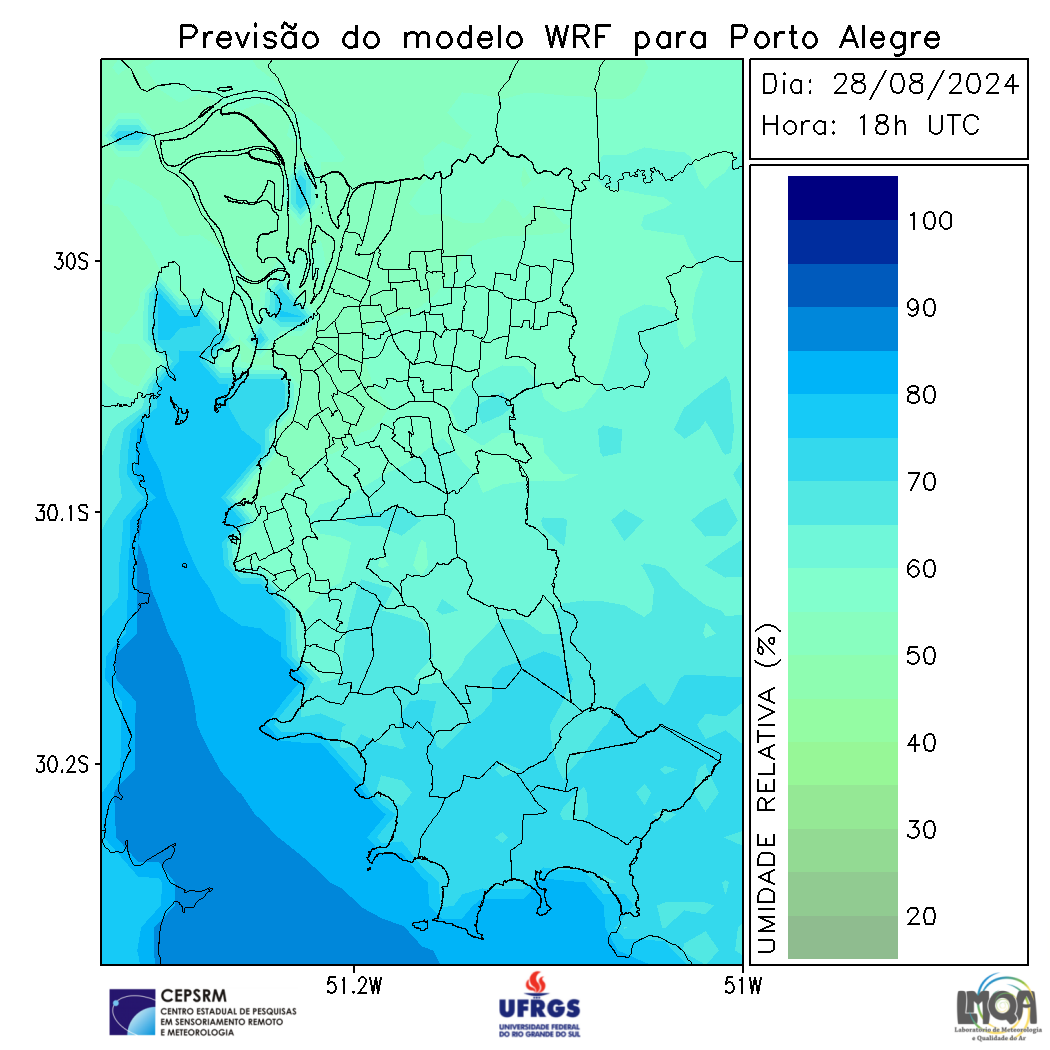 Previsão do modelo WRF para Porto Alegre
Dia: 28/08/2024
Hora: 18h UTC
30S
30.1S
30.2S
51.2W
51W
UMIDADE RELATIVA (%)
100
90
80
70
60
50
40
30
20
CEPSRM
CENTRO ESTADUAL DE PESQUISAS
EM SENSORIAMENTO REMOTO
E METEOROLOGIA
UFRGS
UNIVERSIDADE FEDERAL
DO RIO GRANDE DO SUL
LMQA
Laboratório de Meteorologia
e Qualidade do Ar